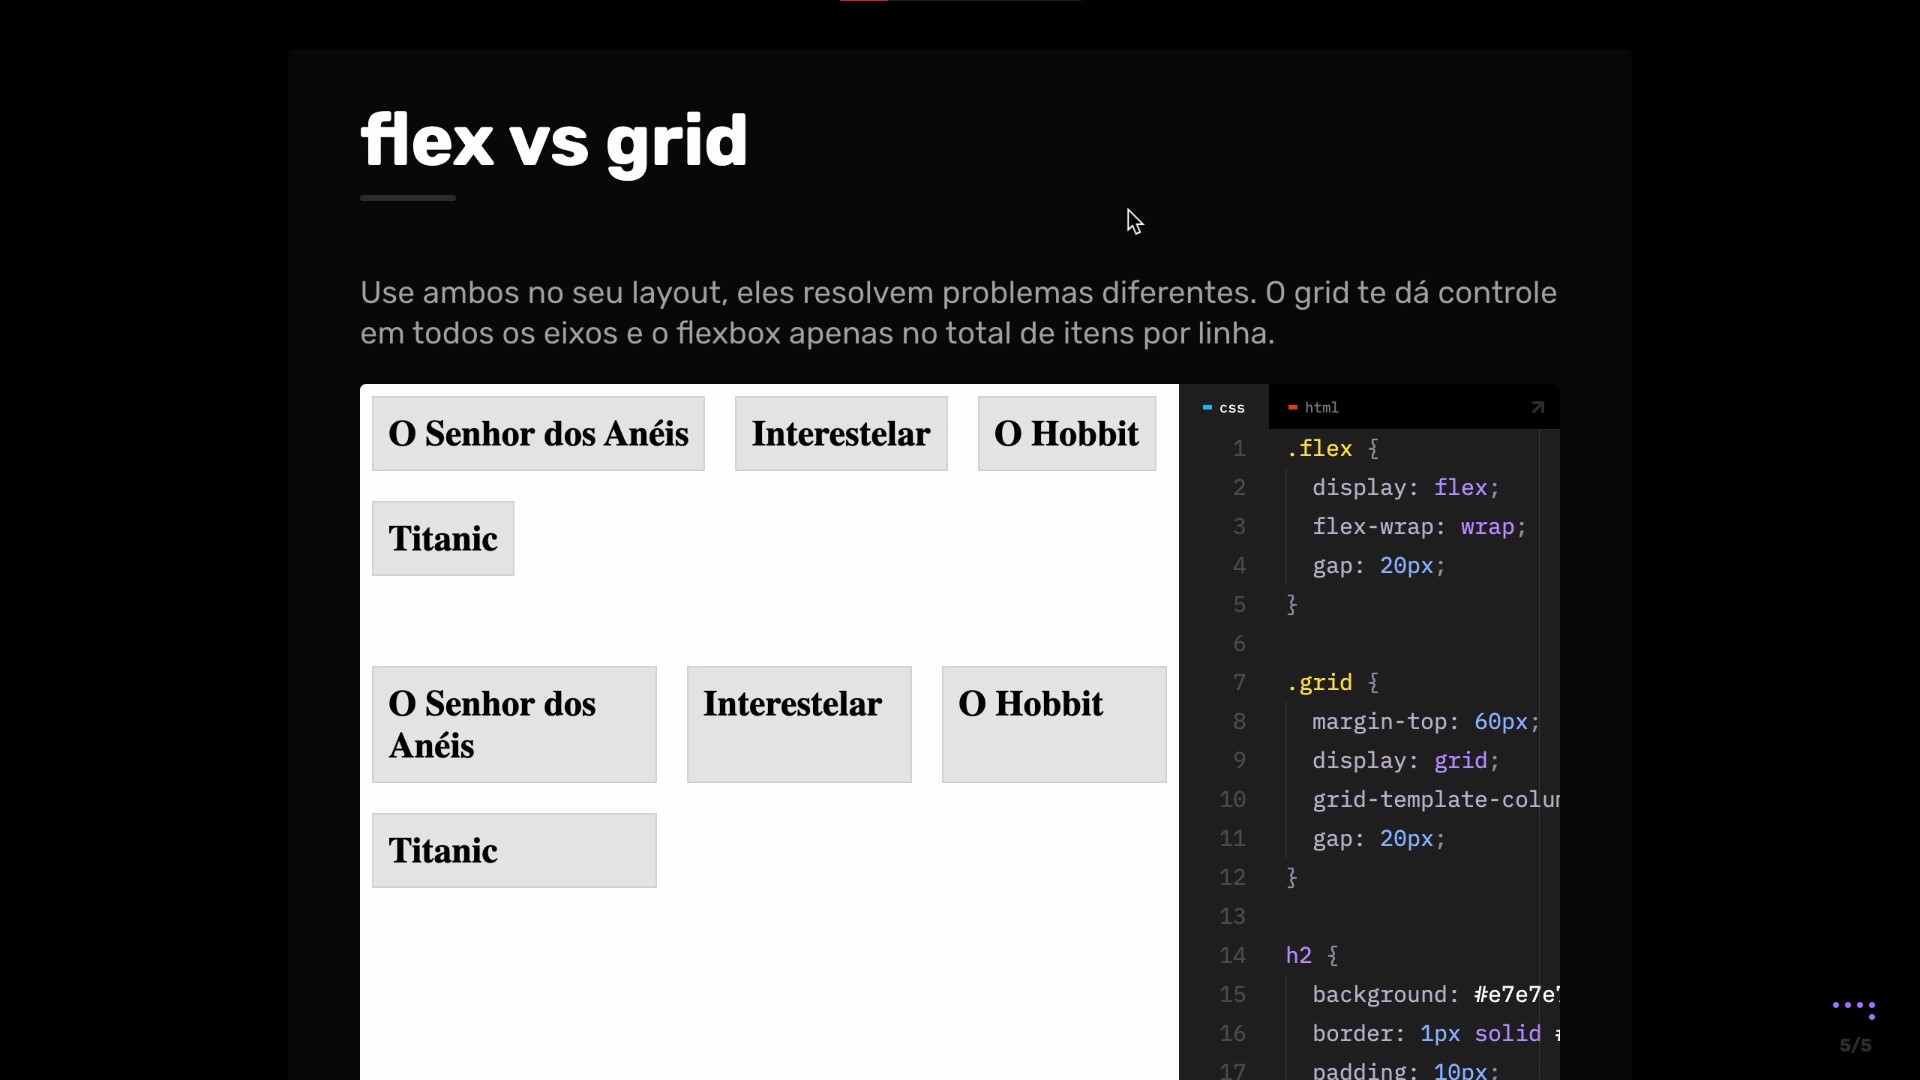 flex vs grid
Use ambos no seu layout, eles resolvem problemas diferentes. O grid te dá controle
em todos os eixos e o flexbox apenas no total de itens por linha.
O Senhor dos Anéis
Interestelar
O Hobbit
Titanic
O Senhor dos
Anéis
Interestelar
O Hobbit
Titanic
css
html
1 .flex {
2 display: flex;
3 flex-wrap: wrap;
4 gap: 20px;
5 }
6
7 .grid {
8 margin-top: 60px;
9 display: grid;
10 grid-template-colu
11 gap: 20px;
12 }
13
14 h2 {
15 background: #e7e7e
16 border: 1px solid #
17 padding: 10px;
5/5